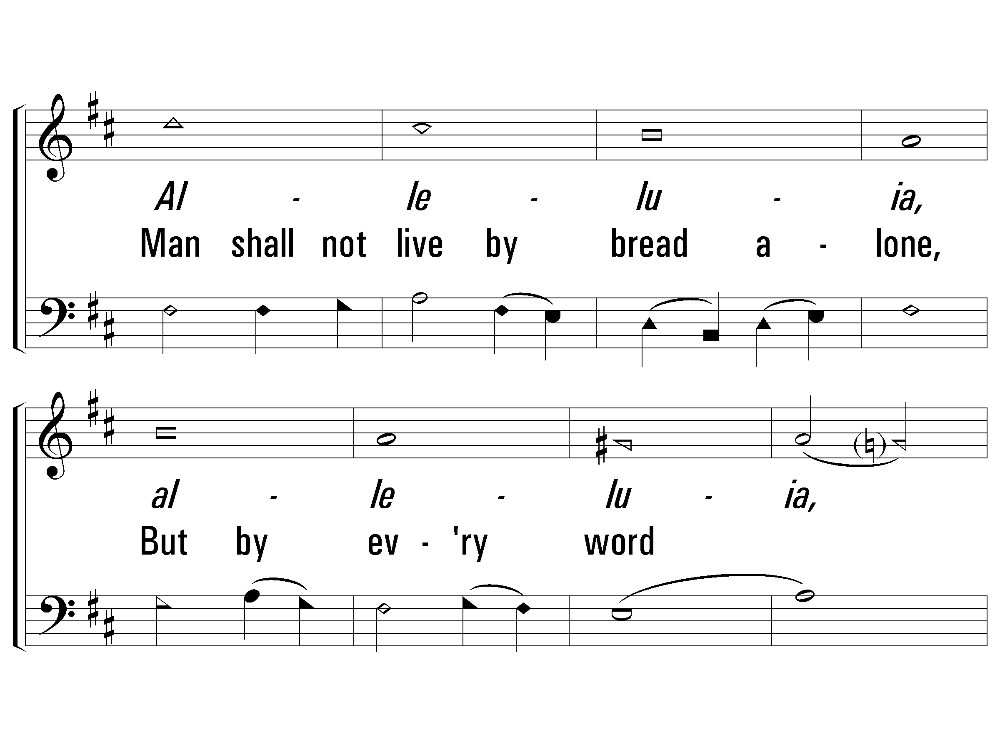 Al - le - lu - ia,
Man shall not live by bread a - lone,
al - le - lu - ia,
But by ev - 'ry word